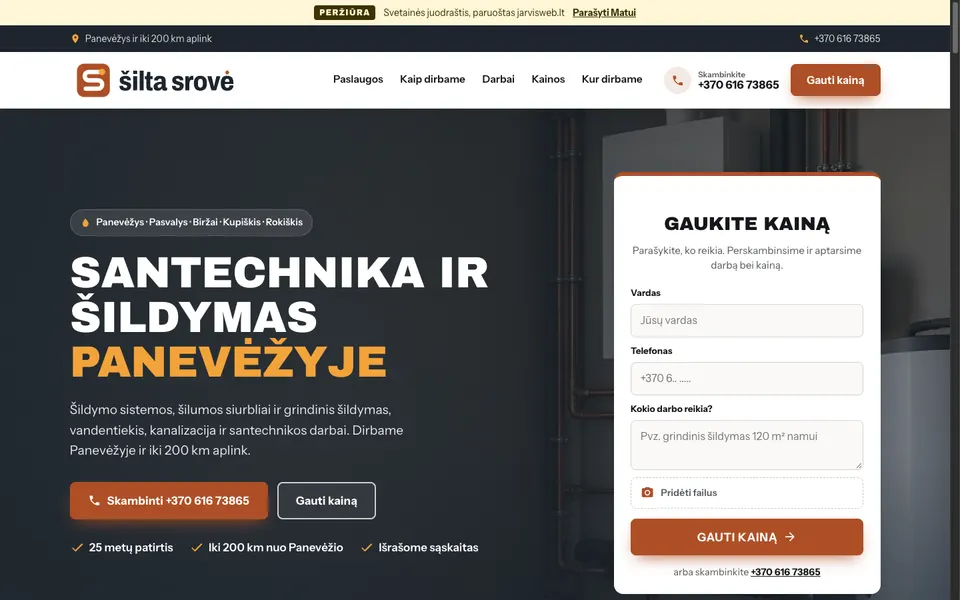 PERŽIŪRA Svetainės juodraštis, paruoštas jarvisweb.lt Parašyti Matui
Panevėžys ir iki 200 km aplink
+370 616 73865
šilta srovė
Paslaugos Kaip dirbame Darbai Kainos Kur dirbame
Skambinkite
+370 616 73865
Gauti kainą
Panevėžys · Pasvalys · Biržai · Kupiškis · Rokiškis
SANTECHNIKA IR
ŠILDYMAS
PANEVĖŽYJE
Šildymo sistemos, šilumos siurbliai ir grindinis šildymas,
vandentiekis, kanalizacija ir santechnikos darbai. Dirbame
Panevėžyje ir iki 200 km aplink.
Skambinti +370 616 73865
Gauti kainą
25 metų patirtis
Iki 200 km nuo Panevėžio
Išrašome sąskaitas
GAUKITE KAINĄ
Parašykite, ko reikia. Perskambinsime ir aptarsime
darbą bei kainą.
Vardas
Jūsų vardas
Telefonas
+370 6.. .....
Kokio darbo reikia?
Pvz. grindinis šildymas 120 m² namui
Pridėti failus
GAUTI KAINĄ →
arba skambinkite +370 616 73865